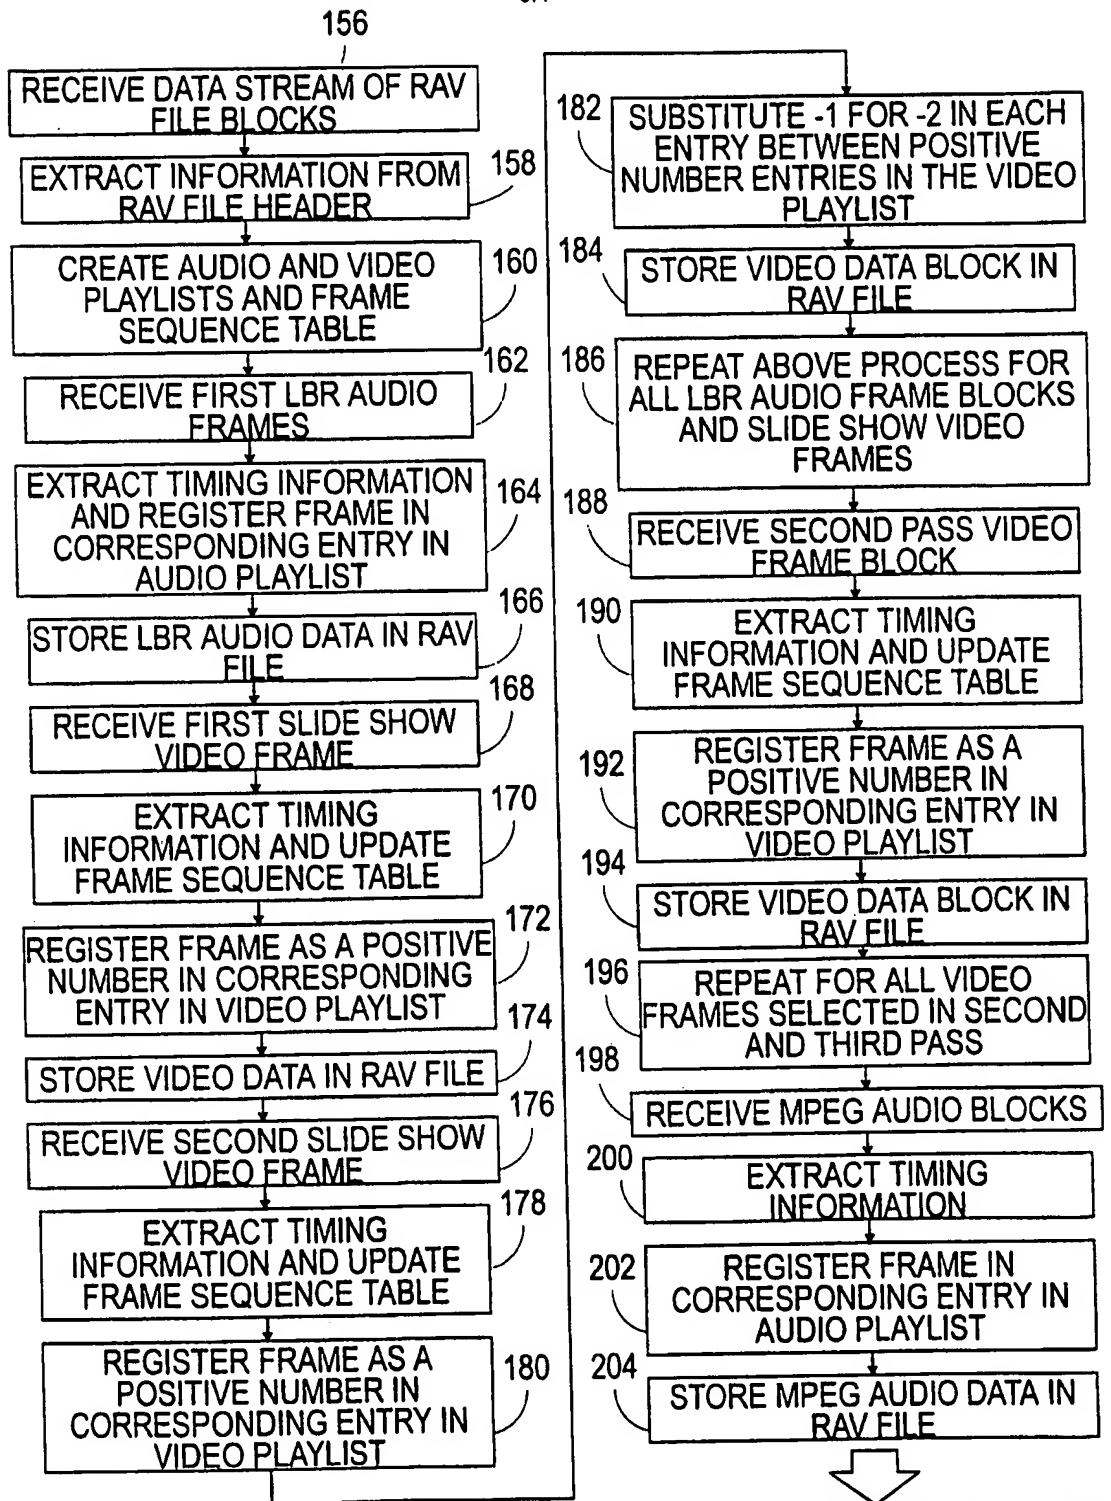 156
RECEIVE DATA STREAM OF RAV
FILE BLOCKS
EXTRACT INFORMATION FROM
RAV FILE HEADER
158
CREATE AUDIO AND VIDEO
PLAYLISTS AND FRAME
SEQUENCE TABLE
160
162
RECEIVE FIRST LBR AUDIO
FRAMES
EXTRACT TIMING INFORMATION
AND REGISTER FRAME IN
CORRESPONDING ENTRY IN
AUDIO PLAYLIST
164
STORE LBR AUDIO DATA IN RAV
FILE
166
RECEIVE FIRST SLIDE SHOW
VIDEO FRAME
168
EXTRACT TIMING
INFORMATION AND UPDATE
FRAME SEQUENCE TABLE
170
REGISTER FRAME AS A POSITIVE
NUMBER IN CORRESPONDING
ENTRY IN VIDEO PLAYLIST
172
174
STORE VIDEO DATA IN RAV FILE
176
RECEIVE SECOND SLIDE SHOW
VIDEO FRAME
EXTRACT TIMING
INFORMATION AND UPDATE
FRAME SEQUENCE TABLE
178
REGISTER FRAME AS A
POSITIVE NUMBER IN
CORRESPONDING ENTRY IN
VIDEO PLAYLIST
180
182
SUBSTITUTE -1 FOR -2 IN EACH
ENTRY BETWEEN POSITIVE
NUMBER ENTRIES IN THE VIDEO
PLAYLIST
184
STORE VIDEO DATA BLOCK IN
RAV FILE
186
REPEAT ABOVE PROCESS FOR
ALL LBR AUDIO FRAME BLOCKS
AND SLIDE SHOW VIDEO
FRAMES
188
RECEIVE SECOND PASS VIDEO
FRAME BLOCK
190
EXTRACT TIMING
INFORMATION AND UPDATE
FRAME SEQUENCE TABLE
192
REGISTER FRAME AS A
POSITIVE NUMBER IN
CORRESPONDING ENTRY IN
VIDEO PLAYLIST
194
STORE VIDEO DATA BLOCK IN
RAV FILE
196
REPEAT FOR ALL VIDEO
FRAMES SELECTED IN SECOND
AND THIRD PASS
198
RECEIVE MPEG AUDIO BLOCKS
200
EXTRACT TIMING
INFORMATION
202
REGISTER FRAME IN
CORRESPONDING ENTRY IN
AUDIO PLAYLIST
204
STORE MPEG AUDIO DATA IN
RAV FILE